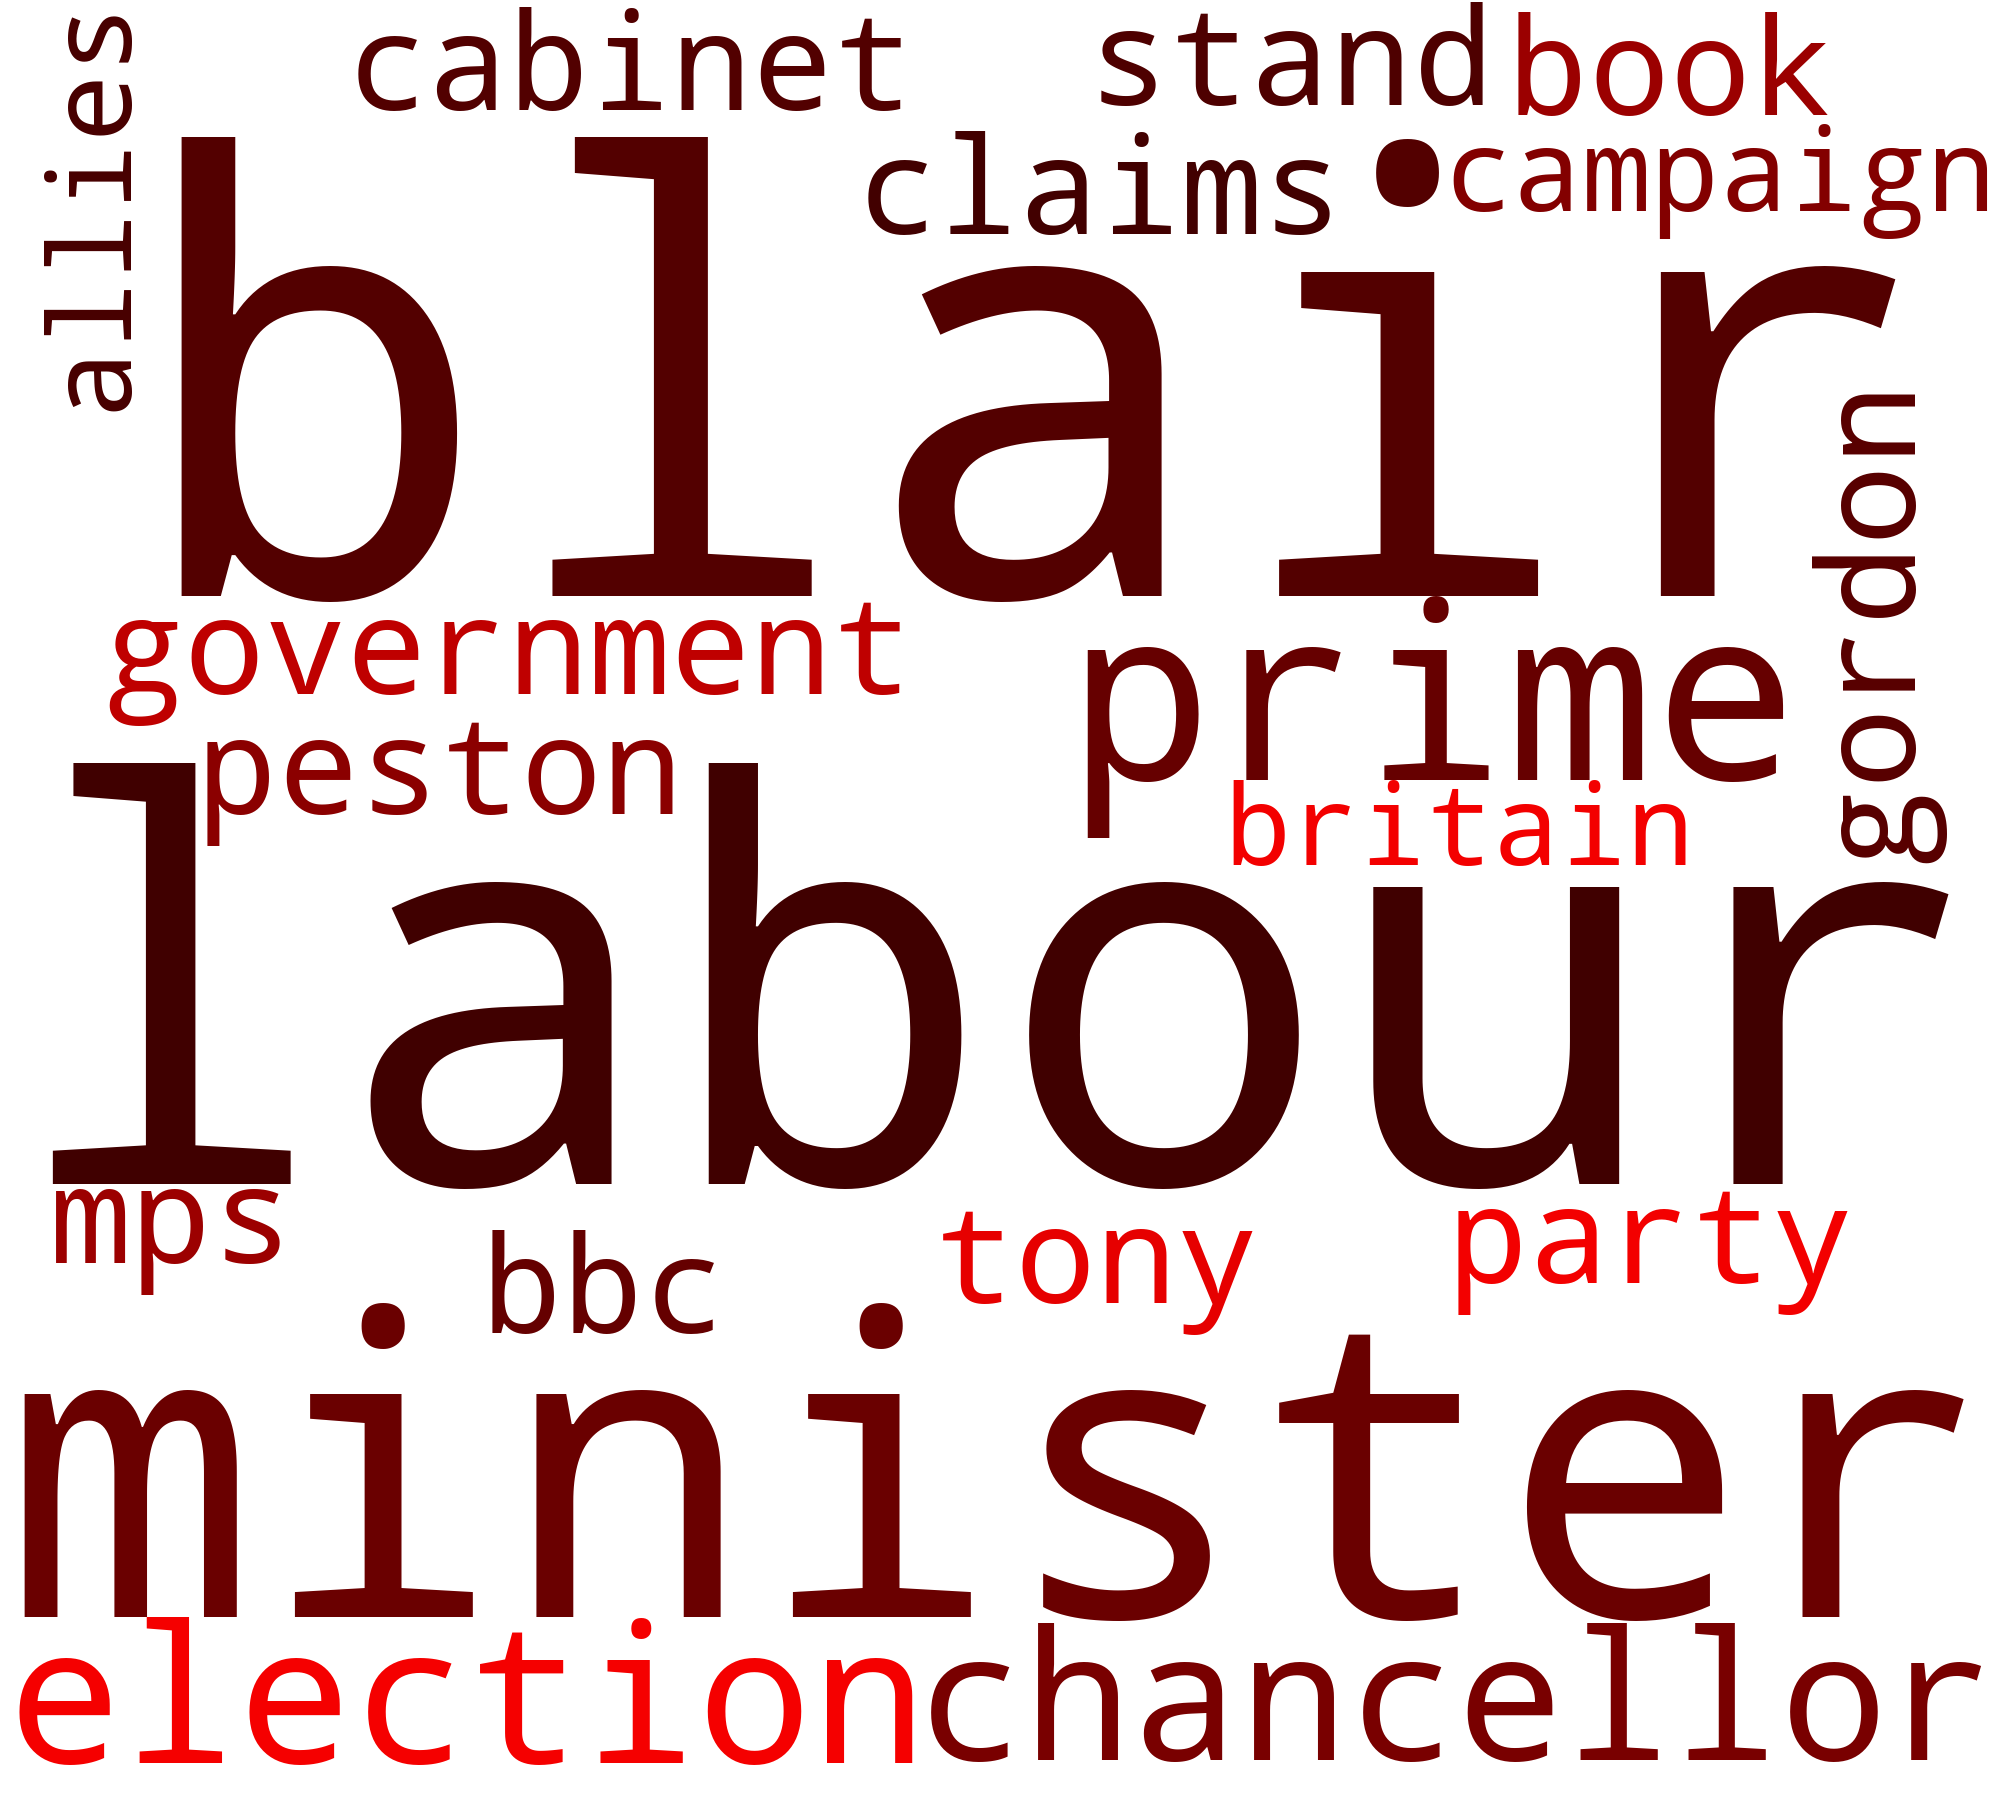 allies
cabinet
stand
book
claims
campaign
blair
gordon
government
prime
peston
britain
labour
mps
bbc
tony
party
minister
election
chancellor